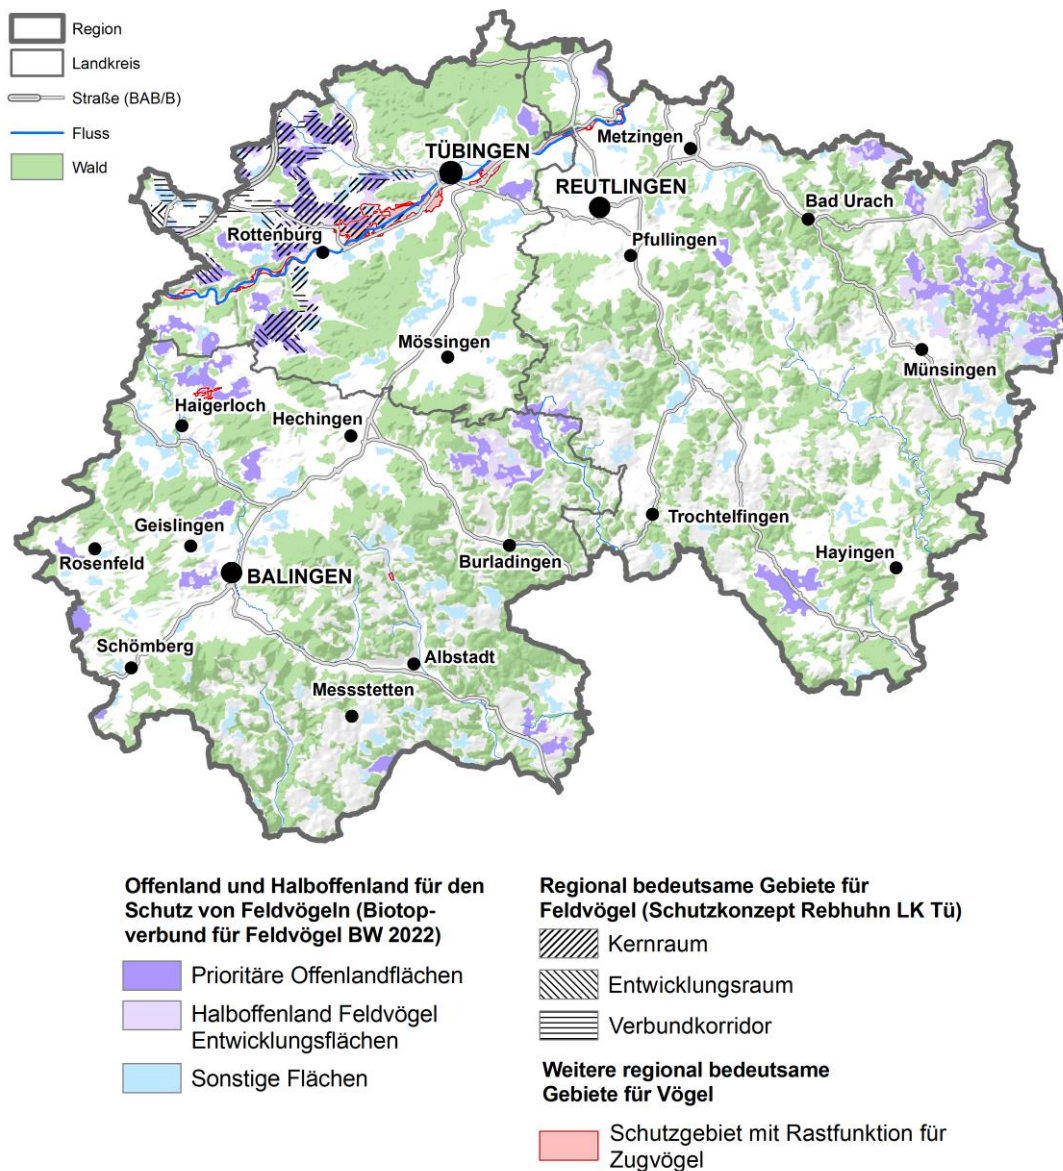 Region
Landkreis
Straße (BAB/B)
Fluss
Wald
TÜBINGEN
Metzingen
REUTLINGEN
Bad Urach
Rottenburg
Pfullingen
Mössingen
Münsingen
Haigerloch
Hechingen
Geislingen
Trochtelfingen
Rosenfeld
Burladingen
Hayingen
BALINGEN
Schömberg
Albstadt
Messstetten
Offenland und Halboffenland für den
Schutz von Feldvögeln (Biotop-
verbund für Feldvögel BW 2022)
Prioritäre Offenlandflächen
Halboffenland Feldvögel
Entwicklungsflächen
Sonstige Flächen
Regional bedeutsame Gebiete für
Feldvögel (Schutzkonzept Rebhuhn LK Tü)
Kernraum
Entwicklungsraum
Verbundkorridor
Weitere regional bedeutsame
Gebiete für Vögel
Schutzgebiet mit Rastfunktion für
Zugvögel